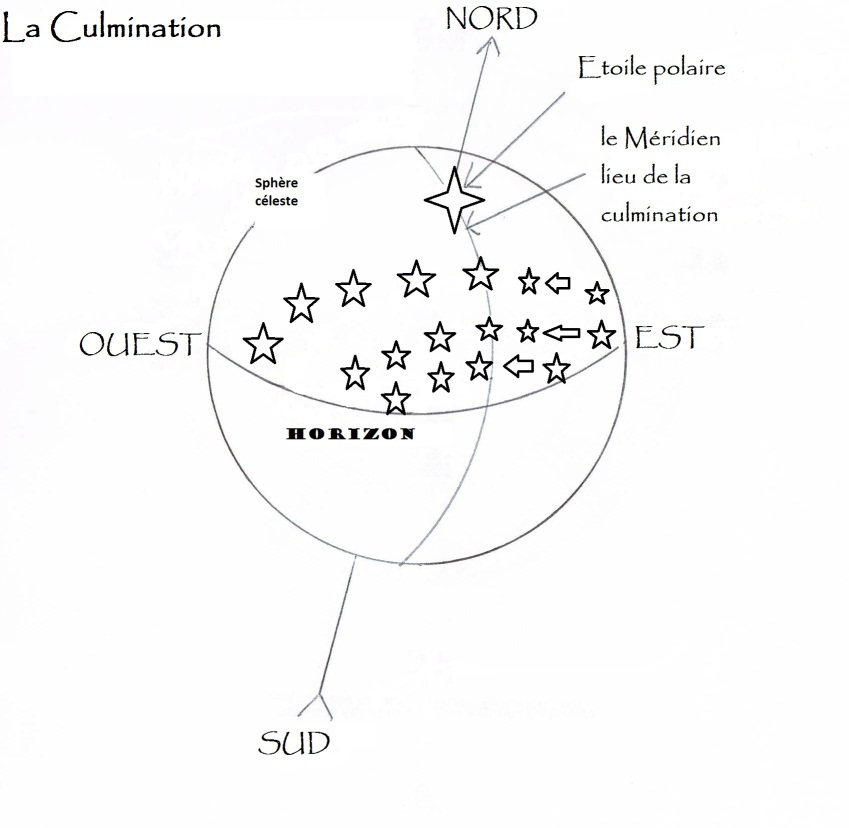 La Culmination
NORD
Etoile polaire
le Méridien
lieu de la
culmination
Sphère
céleste
OUEST
EST
HORIZON
SUD